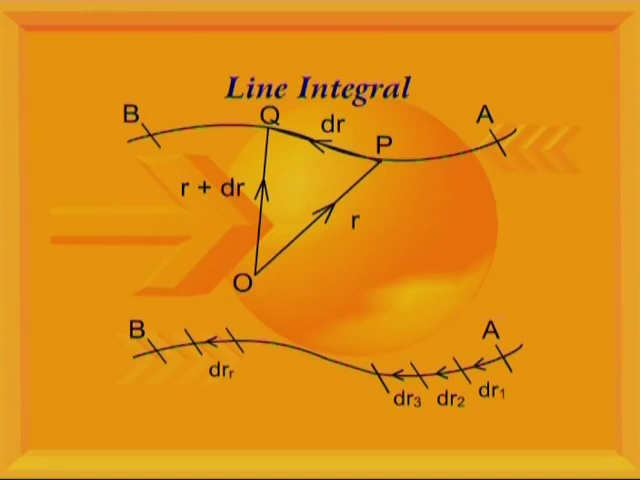 Line Integral
B
Q
dr
P
A
r + dr
r
O
B
A
drᵣ
dr₃
dr₂
dr₁